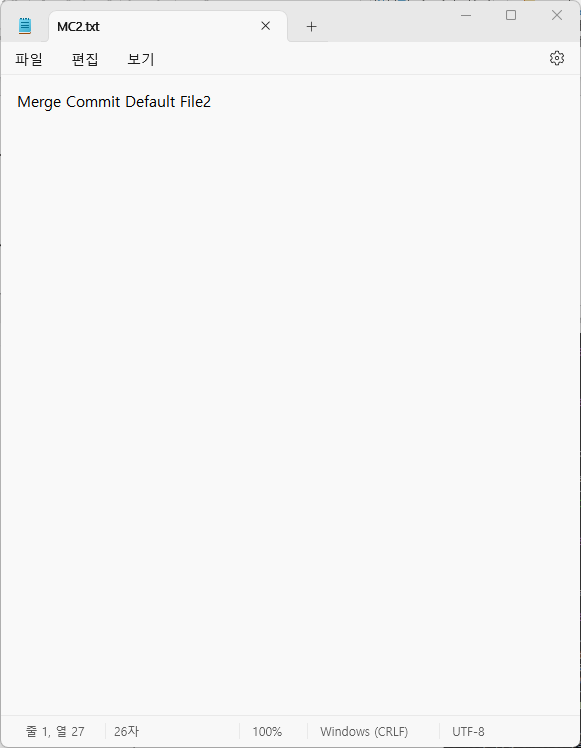 MC2.txt
파일 편집 보기
Merge Commit Default File2
줄 1, 열 27 26자 100% Windows (CRLF) UTF-8